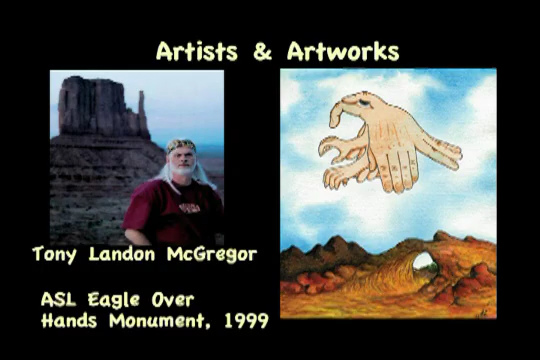 Artists & Artworks
Tony Landon McGregor
ASL Eagle Over
Hands Monument, 1999